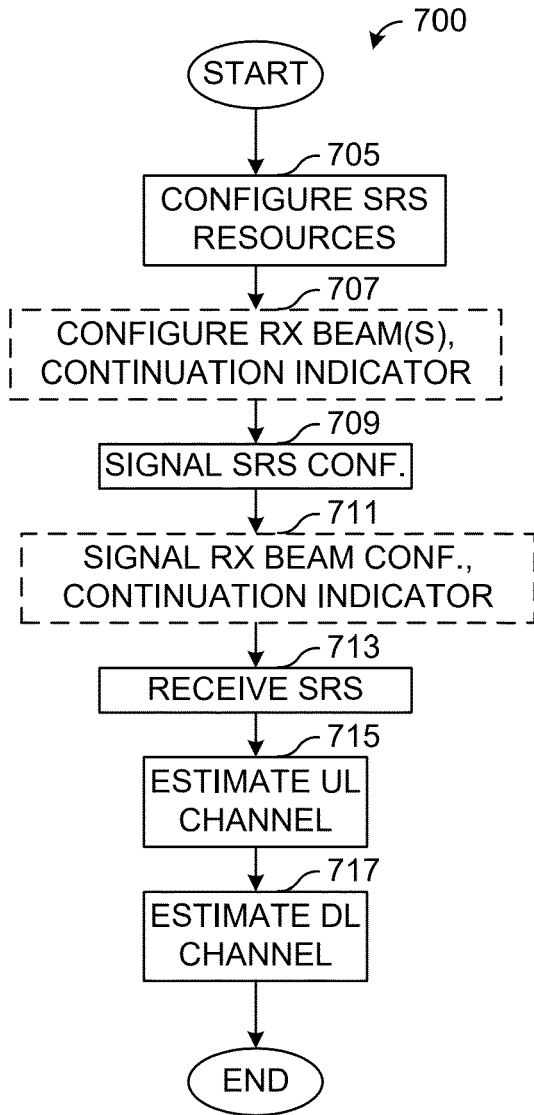 700
START
705
CONFIGURE SRS
RESOURCES
707
CONFIGURE RX BEAM(S),
CONTINUATION INDICATOR
709
SIGNAL SRS CONF.
711
SIGNAL RX BEAM CONF.,
CONTINUATION INDICATOR
713
RECEIVE SRS
715
ESTIMATE UL
CHANNEL
717
ESTIMATE DL
CHANNEL
END